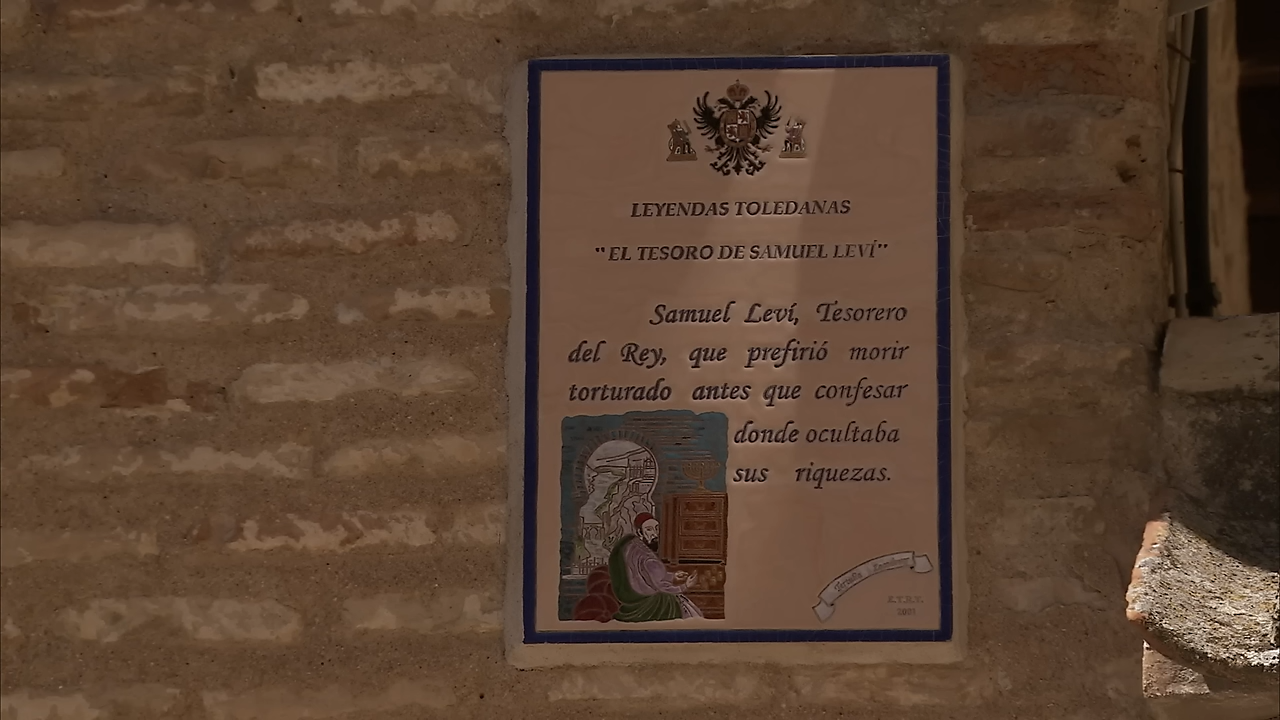 LEYENDAS TOLEDANAS
"EL TESORO DE SAMUEL LEVÍ"
Samuel Leví, Tesorero
del Rey, que prefirió morir
torturado antes que confesar
donde ocultaba
sus riquezas.
2001